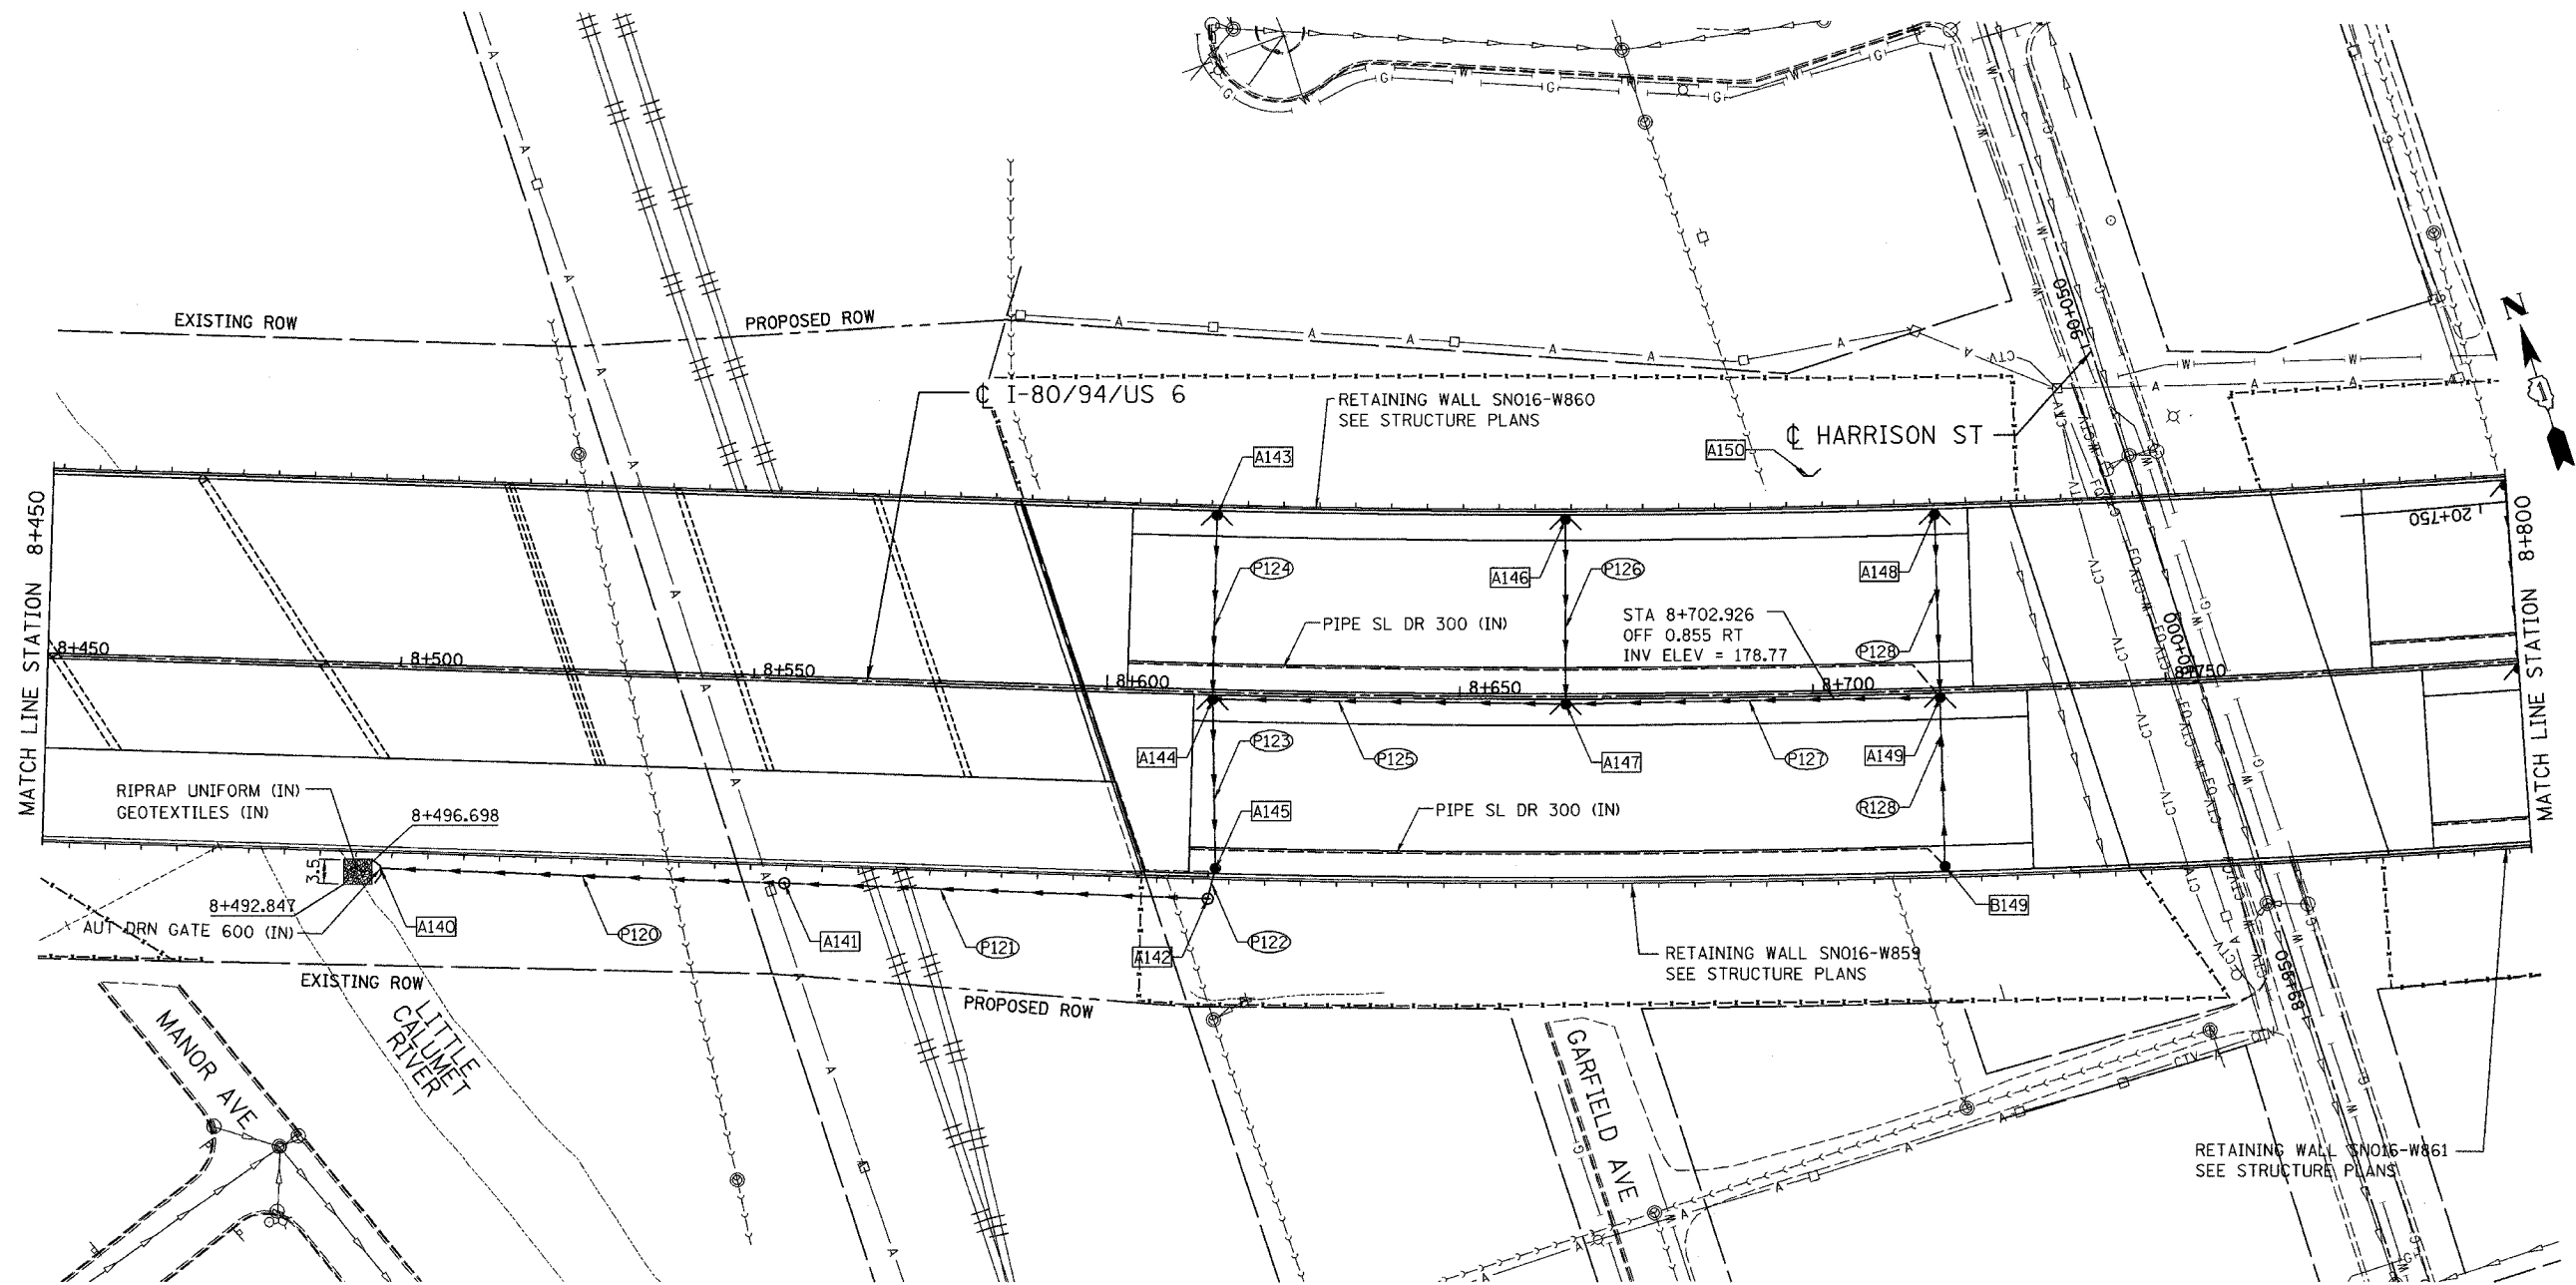 EXISTING ROW
PROPOSED ROW
℄ I-80/94/US 6
RETAINING WALL SN016-W860
SEE STRUCTURE PLANS
A150
℄ HARRISON ST
90+050
N
A143
MATCH LINE STATION 8+450
MATCH LINE STATION 8+800
20+750
P124
A146
P126
A148
STA 8+702.926
OFF 0.855 RT
INV ELEV = 178.77
PIPE SL DR 300 (IN)
P128
90+000
8+450
8+500
8+550
8+600
8+650
8+700
8+750
A144
P123
P125
A147
P127
A149
RIPRAP UNIFORM (IN)
GEOTEXTILES (IN)
8+496.698
A145
PIPE SL DR 300 (IN)
R128
3.5
8+492.847
AUT DRN GATE 600 (IN)
A140
P120
A141
P121
A142
P122
B149
RETAINING WALL SN016-W859
SEE STRUCTURE PLANS
EXISTING ROW
PROPOSED ROW
89+950
LITTLE
CALUMET
RIVER
MANOR AVE
GARFIELD AVE
RETAINING WALL SN016-W861
SEE STRUCTURE PLANS